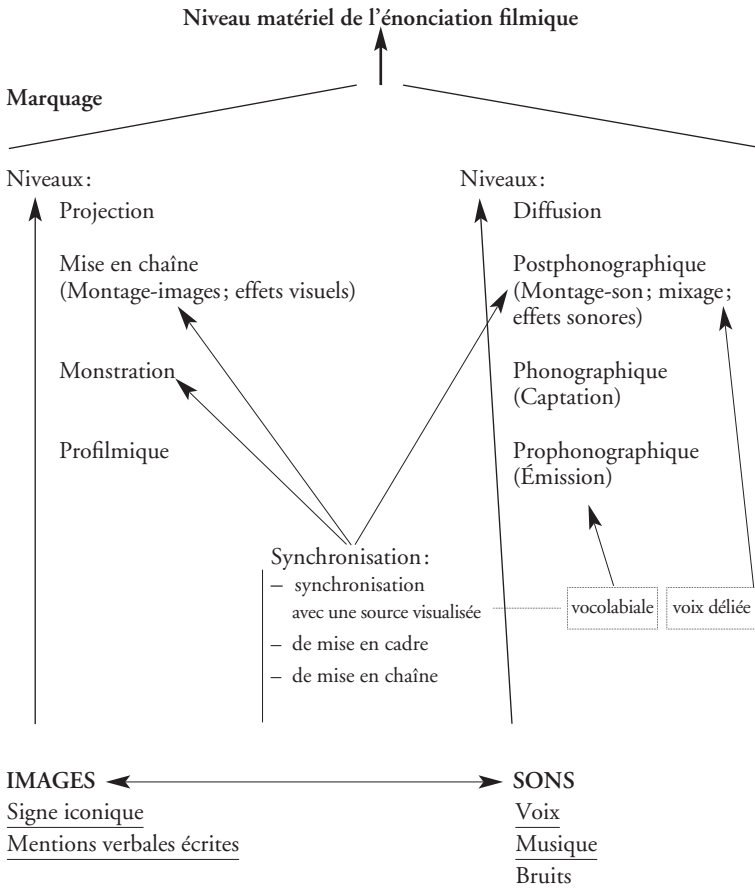 Niveau matériel de l'énonciation filmique
Marquage
Niveaux :
Projection
Mise en chaîne
(Montage-images ; effets visuels)
Monstration
Profilmique
Niveaux :
Diffusion
Postphonographique
(Montage-son ; mixage ;
effets sonores)
Phonographique
(Captation)
Prophonographique
(Émission)
Synchronisation :
– synchronisation
avec une source visualisée
– de mise en cadre
– de mise en chaîne
vocolabiale
voix déliée
IMAGES
Signe iconique
Mentions verbales écrites
SONS
Voix
Musique
Bruits